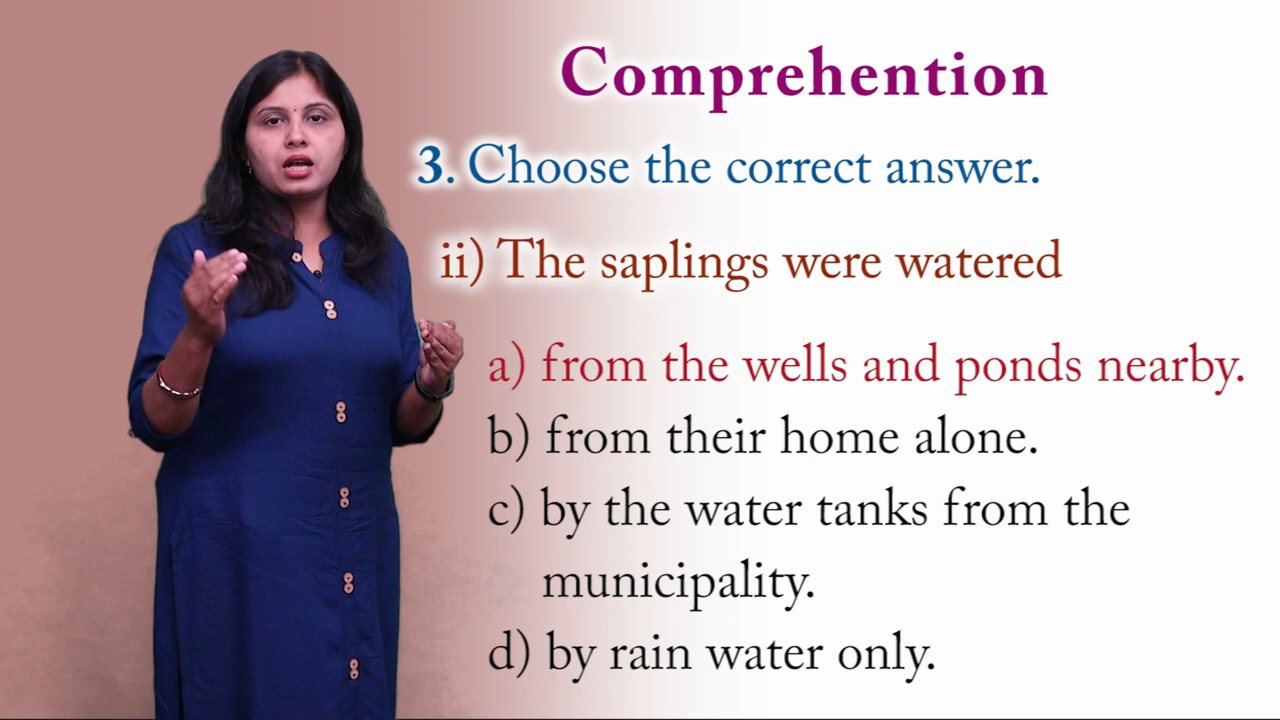 Comprehention
3. Choose the correct answer.
ii) The saplings were watered
a) from the wells and ponds nearby.
b) from their home alone.
c) by the water tanks from the
municipality.
d) by rain water only.